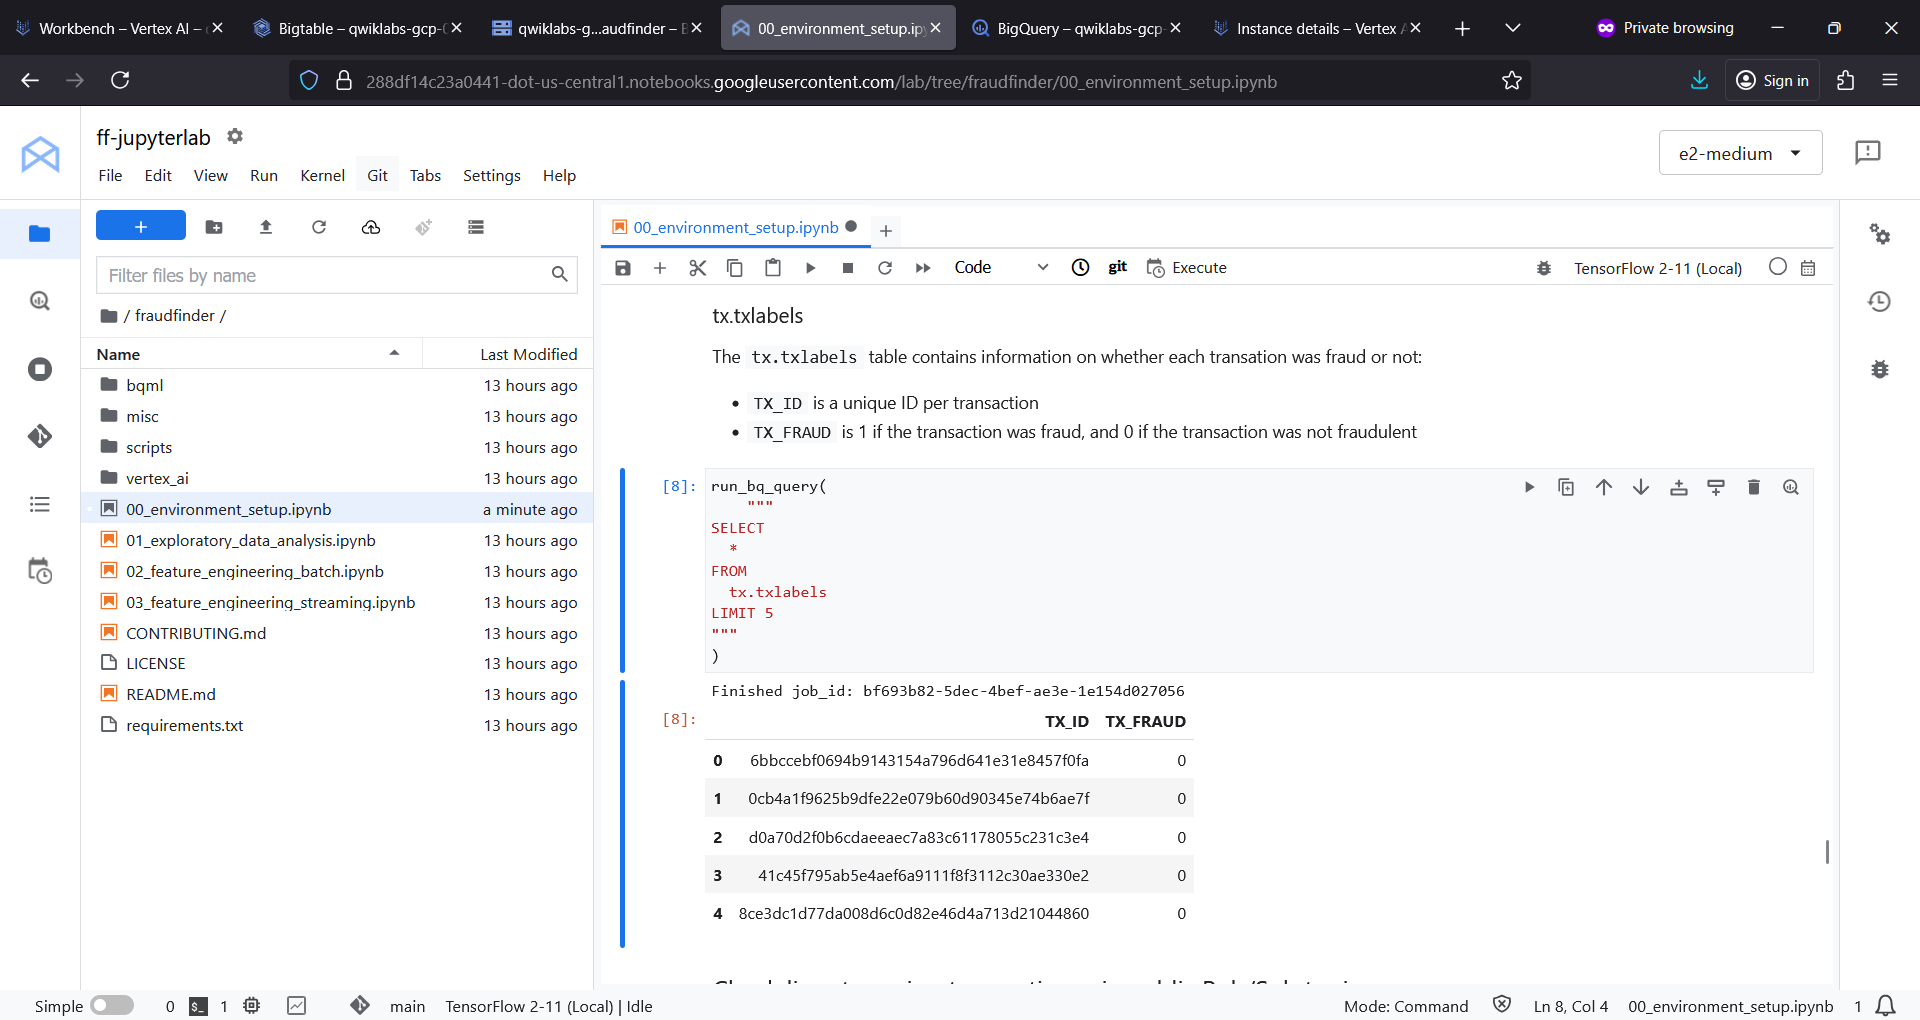 Workbench – Vertex AI –
Bigtable – qwiklabs-gcp-
qwiklabs-g...audfinder –
00_environment_setup.ip
BigQuery – qwiklabs-gcp-
Instance details – Vertex
Private browsing
288df14c23a0441-dot-us-central1.notebooks.googleusercontent.com/lab/tree/fraudfinder/00_environment_setup.ipynb
Sign in
ff-jupyterlab
e2-medium
File Edit View Run Kernel Git Tabs Settings Help
Filter files by name
/ fraudfinder /
Name Last Modified
bqml 13 hours ago
misc 13 hours ago
scripts 13 hours ago
vertex_ai 13 hours ago
00_environment_setup.ipynb a minute ago
01_exploratory_data_analysis.ipynb 13 hours ago
02_feature_engineering_batch.ipynb 13 hours ago
03_feature_engineering_streaming.ipynb 13 hours ago
CONTRIBUTING.md 13 hours ago
LICENSE 13 hours ago
README.md 13 hours ago
requirements.txt 13 hours ago
00_environment_setup.ipynb
Code git Execute TensorFlow 2-11 (Local)
tx.txlabels
The tx.txlabels table contains information on whether each transation was fraud or not:
• TX_ID is a unique ID per transaction
• TX_FRAUD is 1 if the transaction was fraud, and 0 if the transaction was not fraudulent
[8]: run_bq_query(
"""
SELECT
*
FROM
tx.txlabels
LIMIT 5
"""
)
Finished job_id: bf693b82-5dec-4bef-ae3e-1e154d027056
[8]: TX_ID TX_FRAUD
0 6bbccebf0694b9143154a796d641e31e8457f0fa 0
1 0cb4a1f9625b9dfe22e079b60d90345e74b6ae7f 0
2 d0a70d2f0b6cdaeeaec7a83c61178055c231c3e4 0
3 41c45f795ab5e4aef6a9111f8f3112c30ae330e2 0
4 8ce3dc1d77da008d6c0d82e46d4a713d21044860 0
Simple 0 $_ 1 main TensorFlow 2-11 (Local) | Idle Mode: Command Ln 8, Col 4 00_environment_setup.ipynb 1